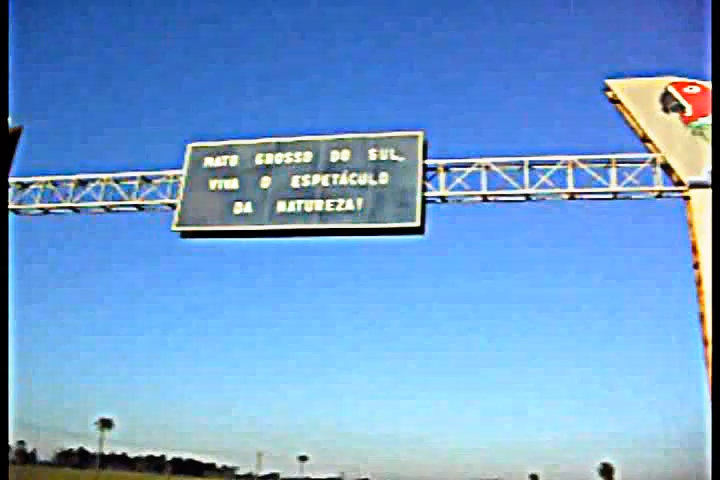 MATO GROSSO DO SUL,
VIVA O ESPETÁCULO
DA NATUREZA!